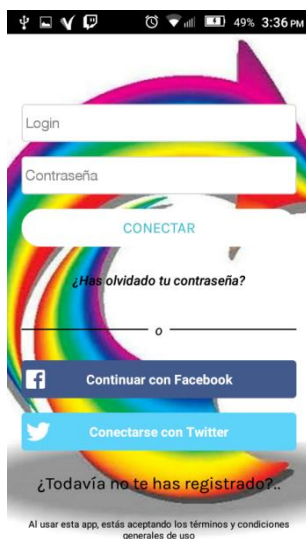 49% 3:36 PM
Login
Contraseña
CONECTAR
¿Has olvidado tu contraseña?
o
Continuar con Facebook
Conectarse con Twitter
¿Todavía no te has registrado?..
Al usar esta app, estás aceptando los términos y condiciones
generales de uso